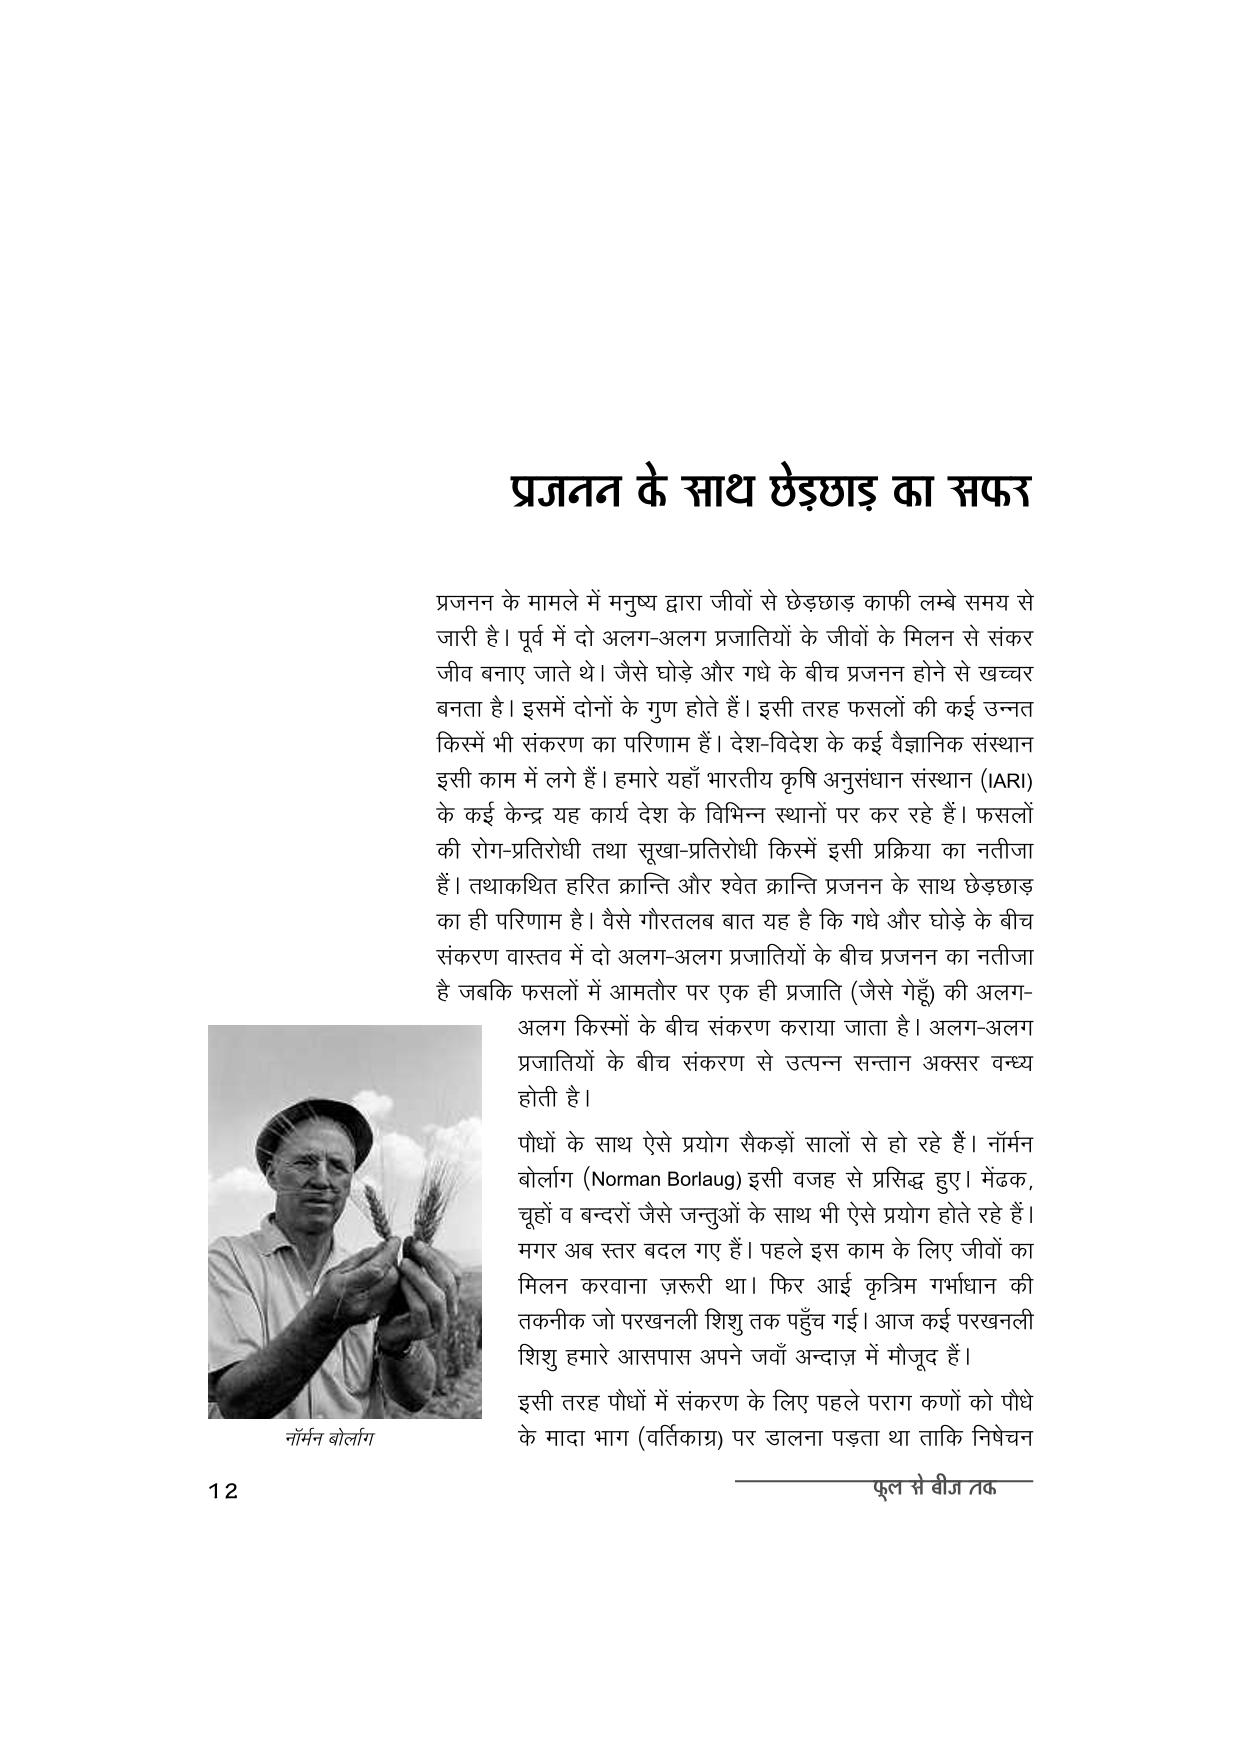 प्रजनन के साथ छेड़छाड़ का सफर
प्रजनन के मामले में मनुष्य द्वारा जीवों से छेड़छाड़ काफी लम्बे समय से
जारी है। पूर्व में दो अलग-अलग प्रजातियों के जीवों के मिलन से संकर
जीव बनाए जाते थे। जैसे घोड़े और गधे के बीच प्रजनन होने से खच्चर
बनता है। इसमें दोनों के गुण होते हैं। इसी तरह फसलों की कई उन्नत
किस्में भी संकरण का परिणाम हैं। देश-विदेश के कई वैज्ञानिक संस्थान
इसी काम में लगे हैं। हमारे यहाँ भारतीय कृषि अनुसंधान संस्थान (IARI)
के कई केन्द्र यह कार्य देश के विभिन्न स्थानों पर कर रहे हैं। फसलों
की रोग-प्रतिरोधी तथा सूखा-प्रतिरोधी किस्में इसी प्रक्रिया का नतीजा
हैं। तथाकथित हरित क्रान्ति और श्वेत क्रान्ति प्रजनन के साथ छेड़छाड़
का ही परिणाम है। वैसे गौरतलब बात यह है कि गधे और घोड़े के बीच
संकरण वास्तव में दो अलग-अलग प्रजातियों के बीच प्रजनन का नतीजा
है जबकि फसलों में आमतौर पर एक ही प्रजाति (जैसे गेहूँ) की अलग-
अलग किस्मों के बीच संकरण कराया जाता है। अलग-अलग
प्रजातियों के बीच संकरण से उत्पन्न सन्तान अक्सर वन्ध्य
होती है।
पौधों के साथ ऐसे प्रयोग सैकड़ों सालों से हो रहे हैं। नॉर्मन
बोर्लाग (Norman Borlaug) इसी वजह से प्रसिद्ध हुए। मेंढक,
चूहों व बन्दरों जैसे जन्तुओं के साथ भी ऐसे प्रयोग होते रहे हैं।
मगर अब स्तर बदल गए हैं। पहले इस काम के लिए जीवों का
मिलन करवाना ज़रूरी था। फिर आई कृत्रिम गर्भाधान की
तकनीक जो परखनली शिशु तक पहुँच गई। आज कई परखनली
शिशु हमारे आसपास अपने जवाँ अन्दाज़ में मौजूद हैं।
इसी तरह पौधों में संकरण के लिए पहले पराग कणों को पौधे
के मादा भाग (वर्तिकाग्र) पर डालना पड़ता था ताकि निषेचन
नॉर्मन बोर्लाग
12
फूल से बीज तक